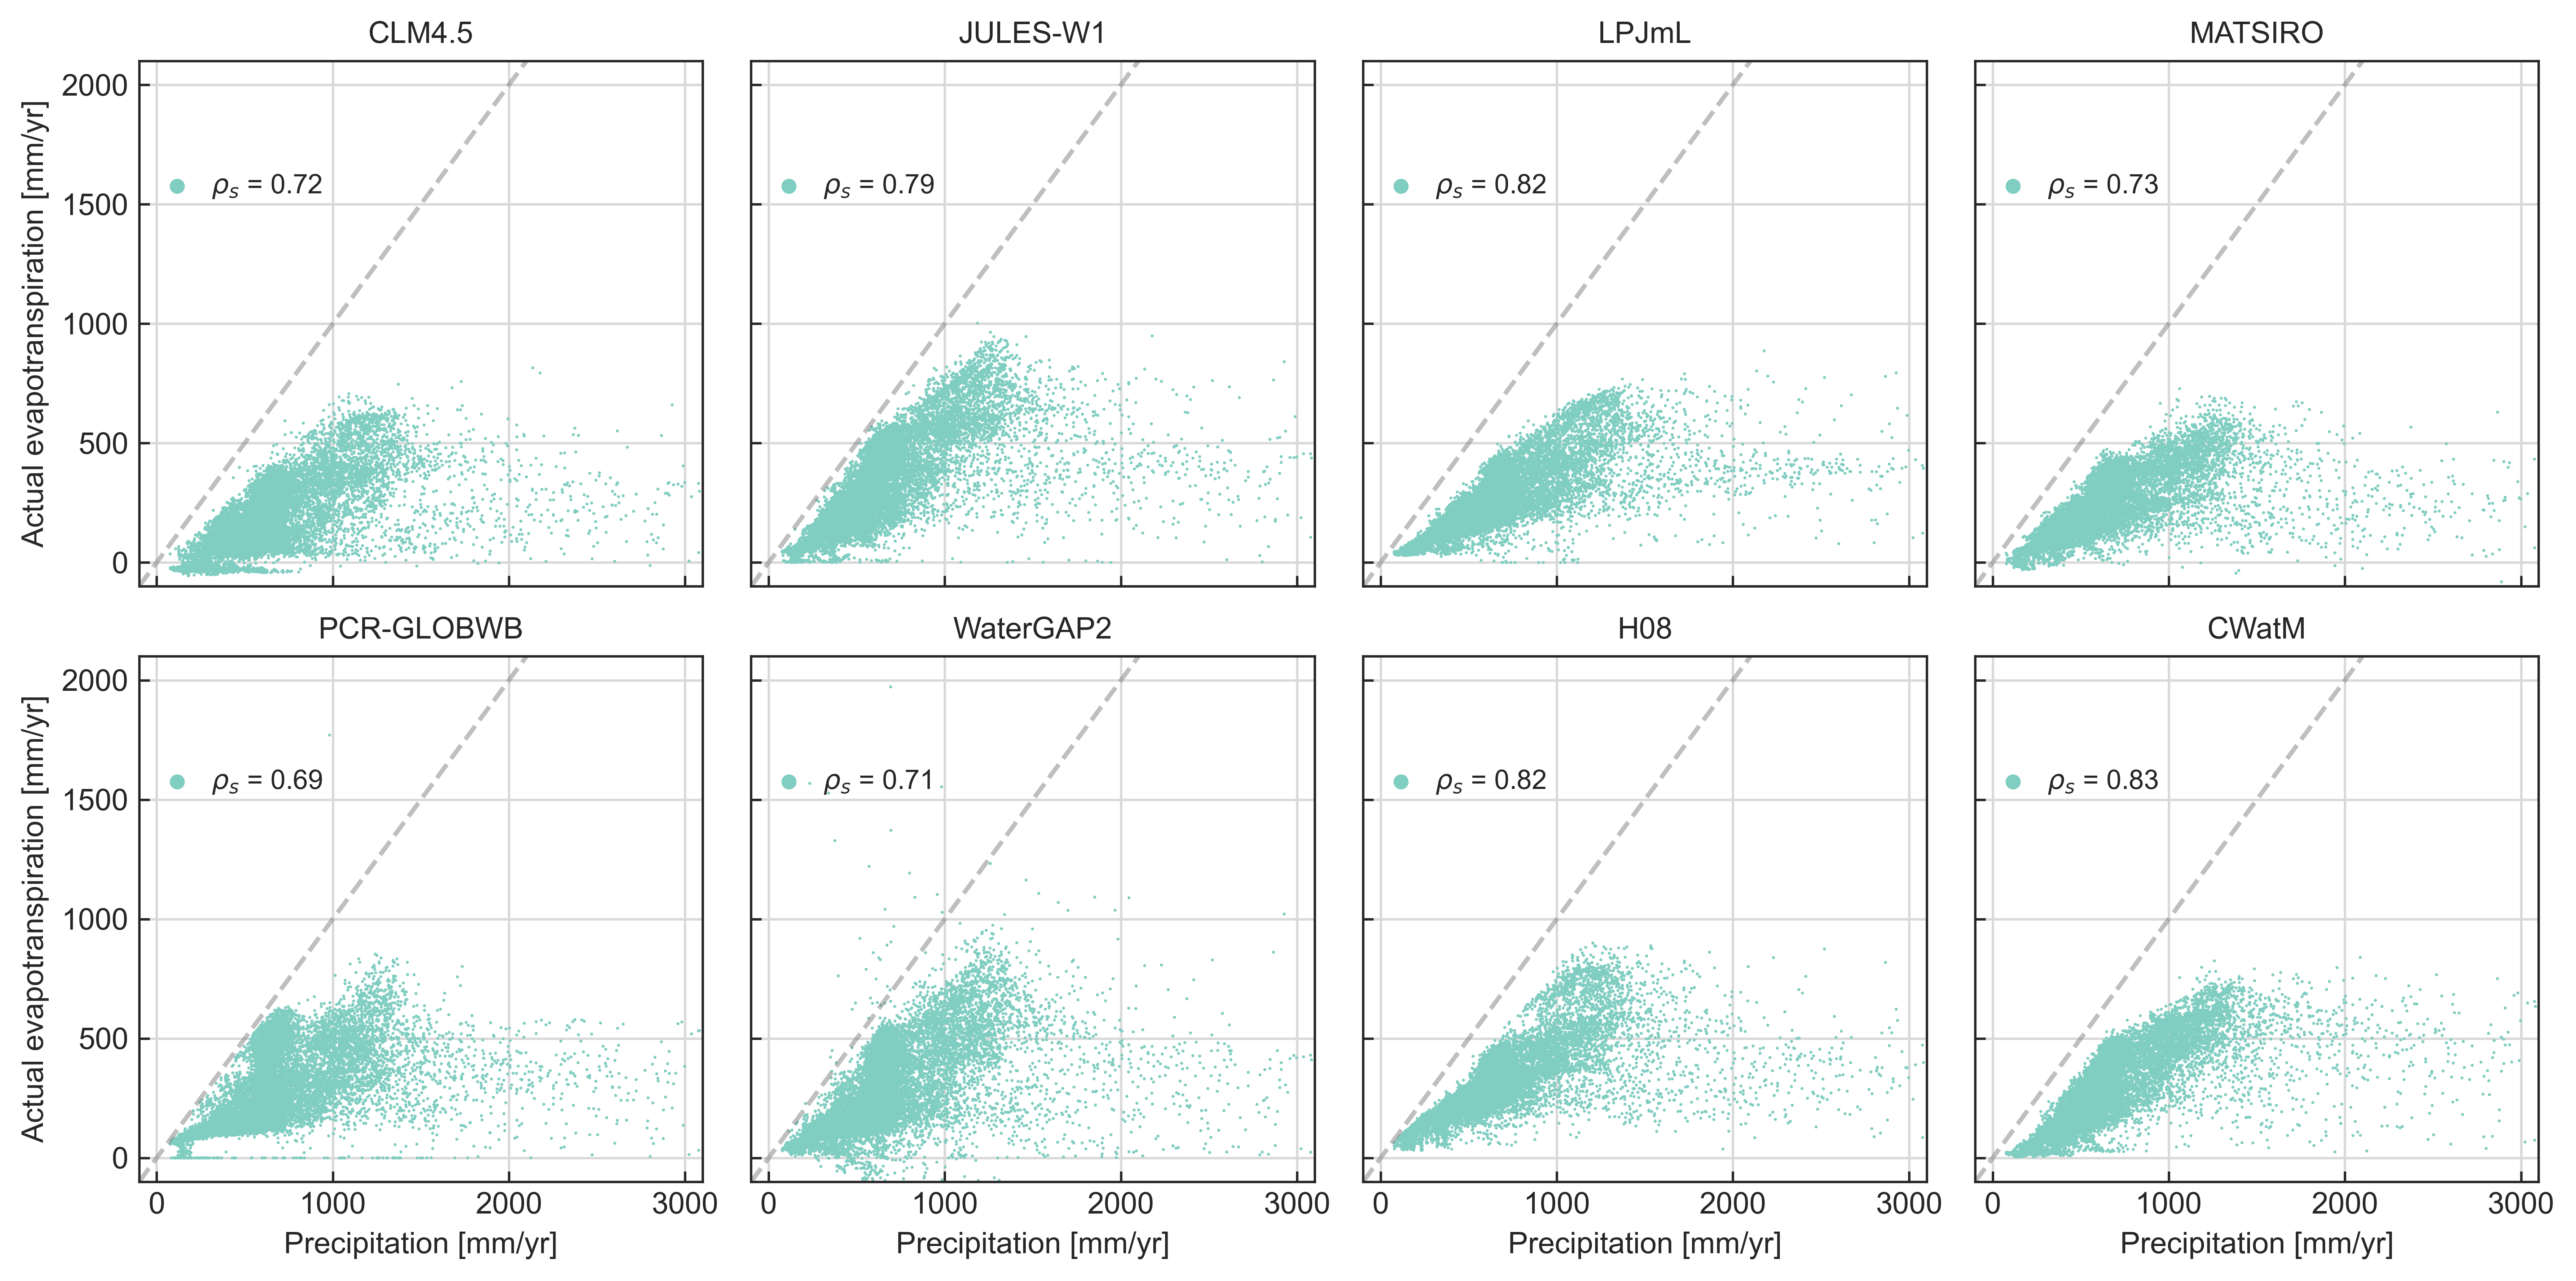 CLM4.5
JULES-W1
LPJmL
MATSIRO
Actual evapotranspiration [mm/yr]
2000
1500
1000
500
0
ρs = 0.72
ρs = 0.79
ρs = 0.82
ρs = 0.73
PCR-GLOBWB
WaterGAP2
H08
CWatM
Actual evapotranspiration [mm/yr]
2000
1500
1000
500
0
ρs = 0.69
ρs = 0.71
ρs = 0.82
ρs = 0.83
0 1000 2000 3000
0 1000 2000 3000
0 1000 2000 3000
0 1000 2000 3000
Precipitation [mm/yr]
Precipitation [mm/yr]
Precipitation [mm/yr]
Precipitation [mm/yr]